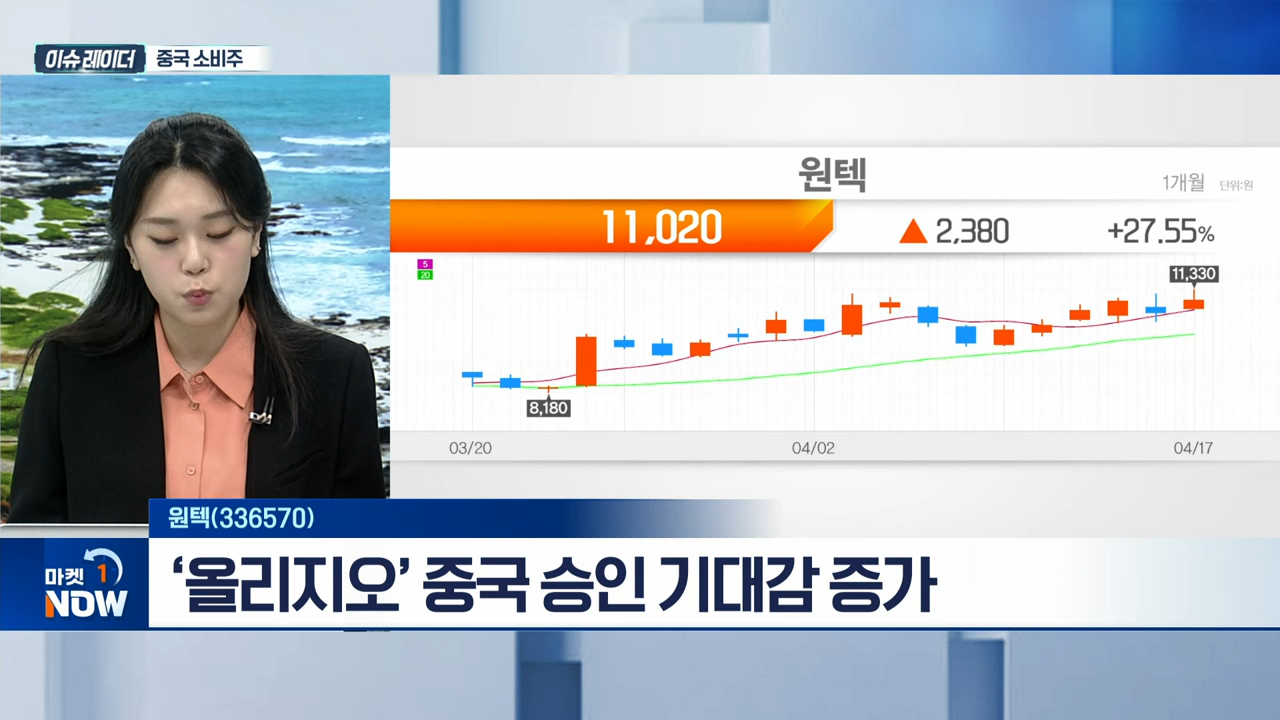 이슈레이더 중국 소비주
원텍
1개월 단위:원
11,020 ▲ 2,380 +27.55%
5
20
11,330
8,180
03/20 04/02 04/17
원텍(336570)
마켓 1
NOW
‘올리지오’ 중국 승인 기대감 증가